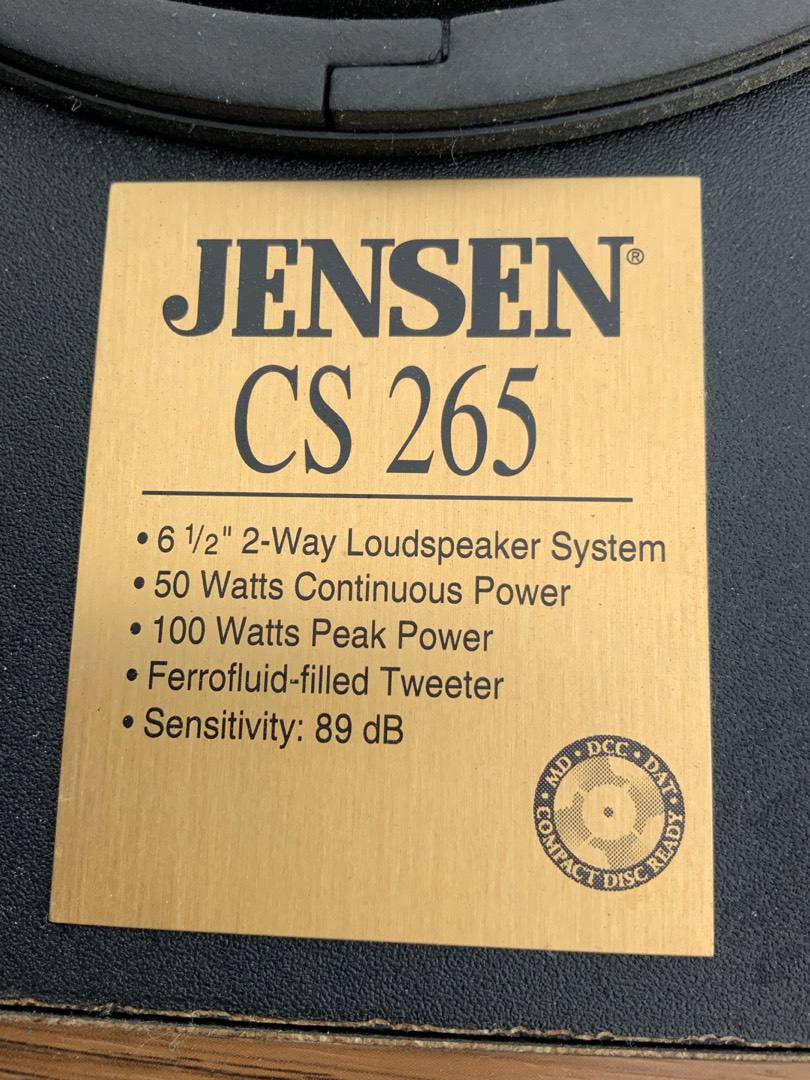 JENSEN®
CS 265
• 6 1/2" 2-Way Loudspeaker System
• 50 Watts Continuous Power
• 100 Watts Peak Power
• Ferrofluid-filled Tweeter
• Sensitivity: 89 dB
• MD • DCC • DAT •
COMPACT DISC READY